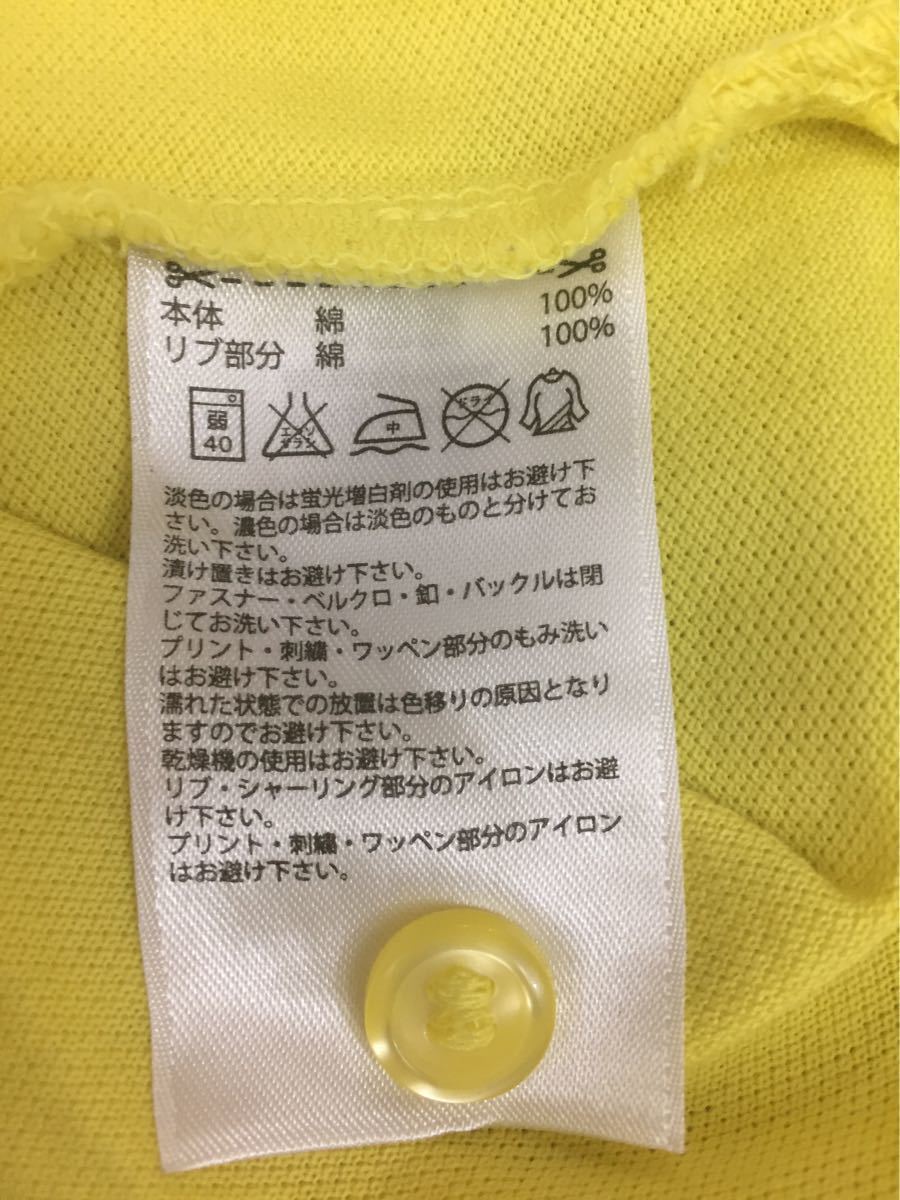 本体 綿 100%
リブ部分 綿 100%
弱 40 エンソ サラシ 中 ドライ
淡色の場合は蛍光増白剤の使用はお避け下
さい。濃色の場合は淡色のものと分けてお
洗い下さい。
漬け置きはお避け下さい。
ファスナー・ベルクロ・釦・バックルは閉
じてお洗い下さい。
プリント・刺繍・ワッペン部分のもみ洗い
はお避け下さい。
濡れた状態での放置は色移りの原因となり
ますのでお避け下さい。
乾燥機の使用はお避け下さい。
リブ・シャーリング部分のアイロンはお避
け下さい。
プリント・刺繍・ワッペン部分のアイロン
はお避け下さい。